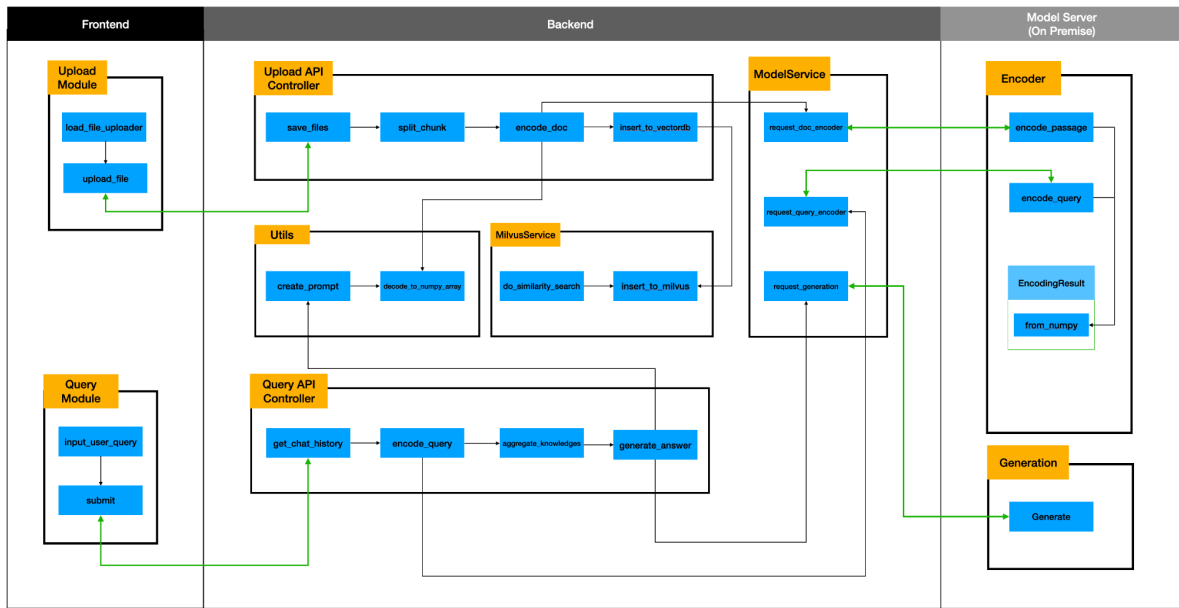 Frontend
Backend
Model Server
(On Premise)
Upload
Module
load_file_uploader
upload_file
Upload API
Controller
save_files
split_chunk
encode_doc
insert_to_vectordb
ModelService
request_doc_encoder
request_query_encoder
request_generation
Encoder
encode_passage
encode_query
EncodingResult
from_numpy
Utils
create_prompt
decode_to_numpy_array
MilvusService
do_similarity_search
insert_to_milvus
Query
Module
input_user_query
submit
Query API
Controller
get_chat_history
encode_query
aggregate_knowledges
generate_answer
Generation
Generate